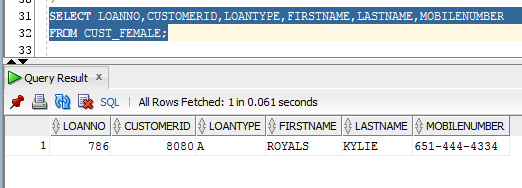 31 SELECT LOANNO,CUSTOMERID,LOANTYPE,FIRSTNAME,LASTNAME,MOBILENUMBER
32 FROM CUST_FEMALE;
33
Query Result x
SQL | All Rows Fetched: 1 in 0.061 seconds
LOANNO CUSTOMERID LOANTYPE FIRSTNAME LASTNAME MOBILENUMBER
1 786 8080 A ROYALS KYLIE 651-444-4334